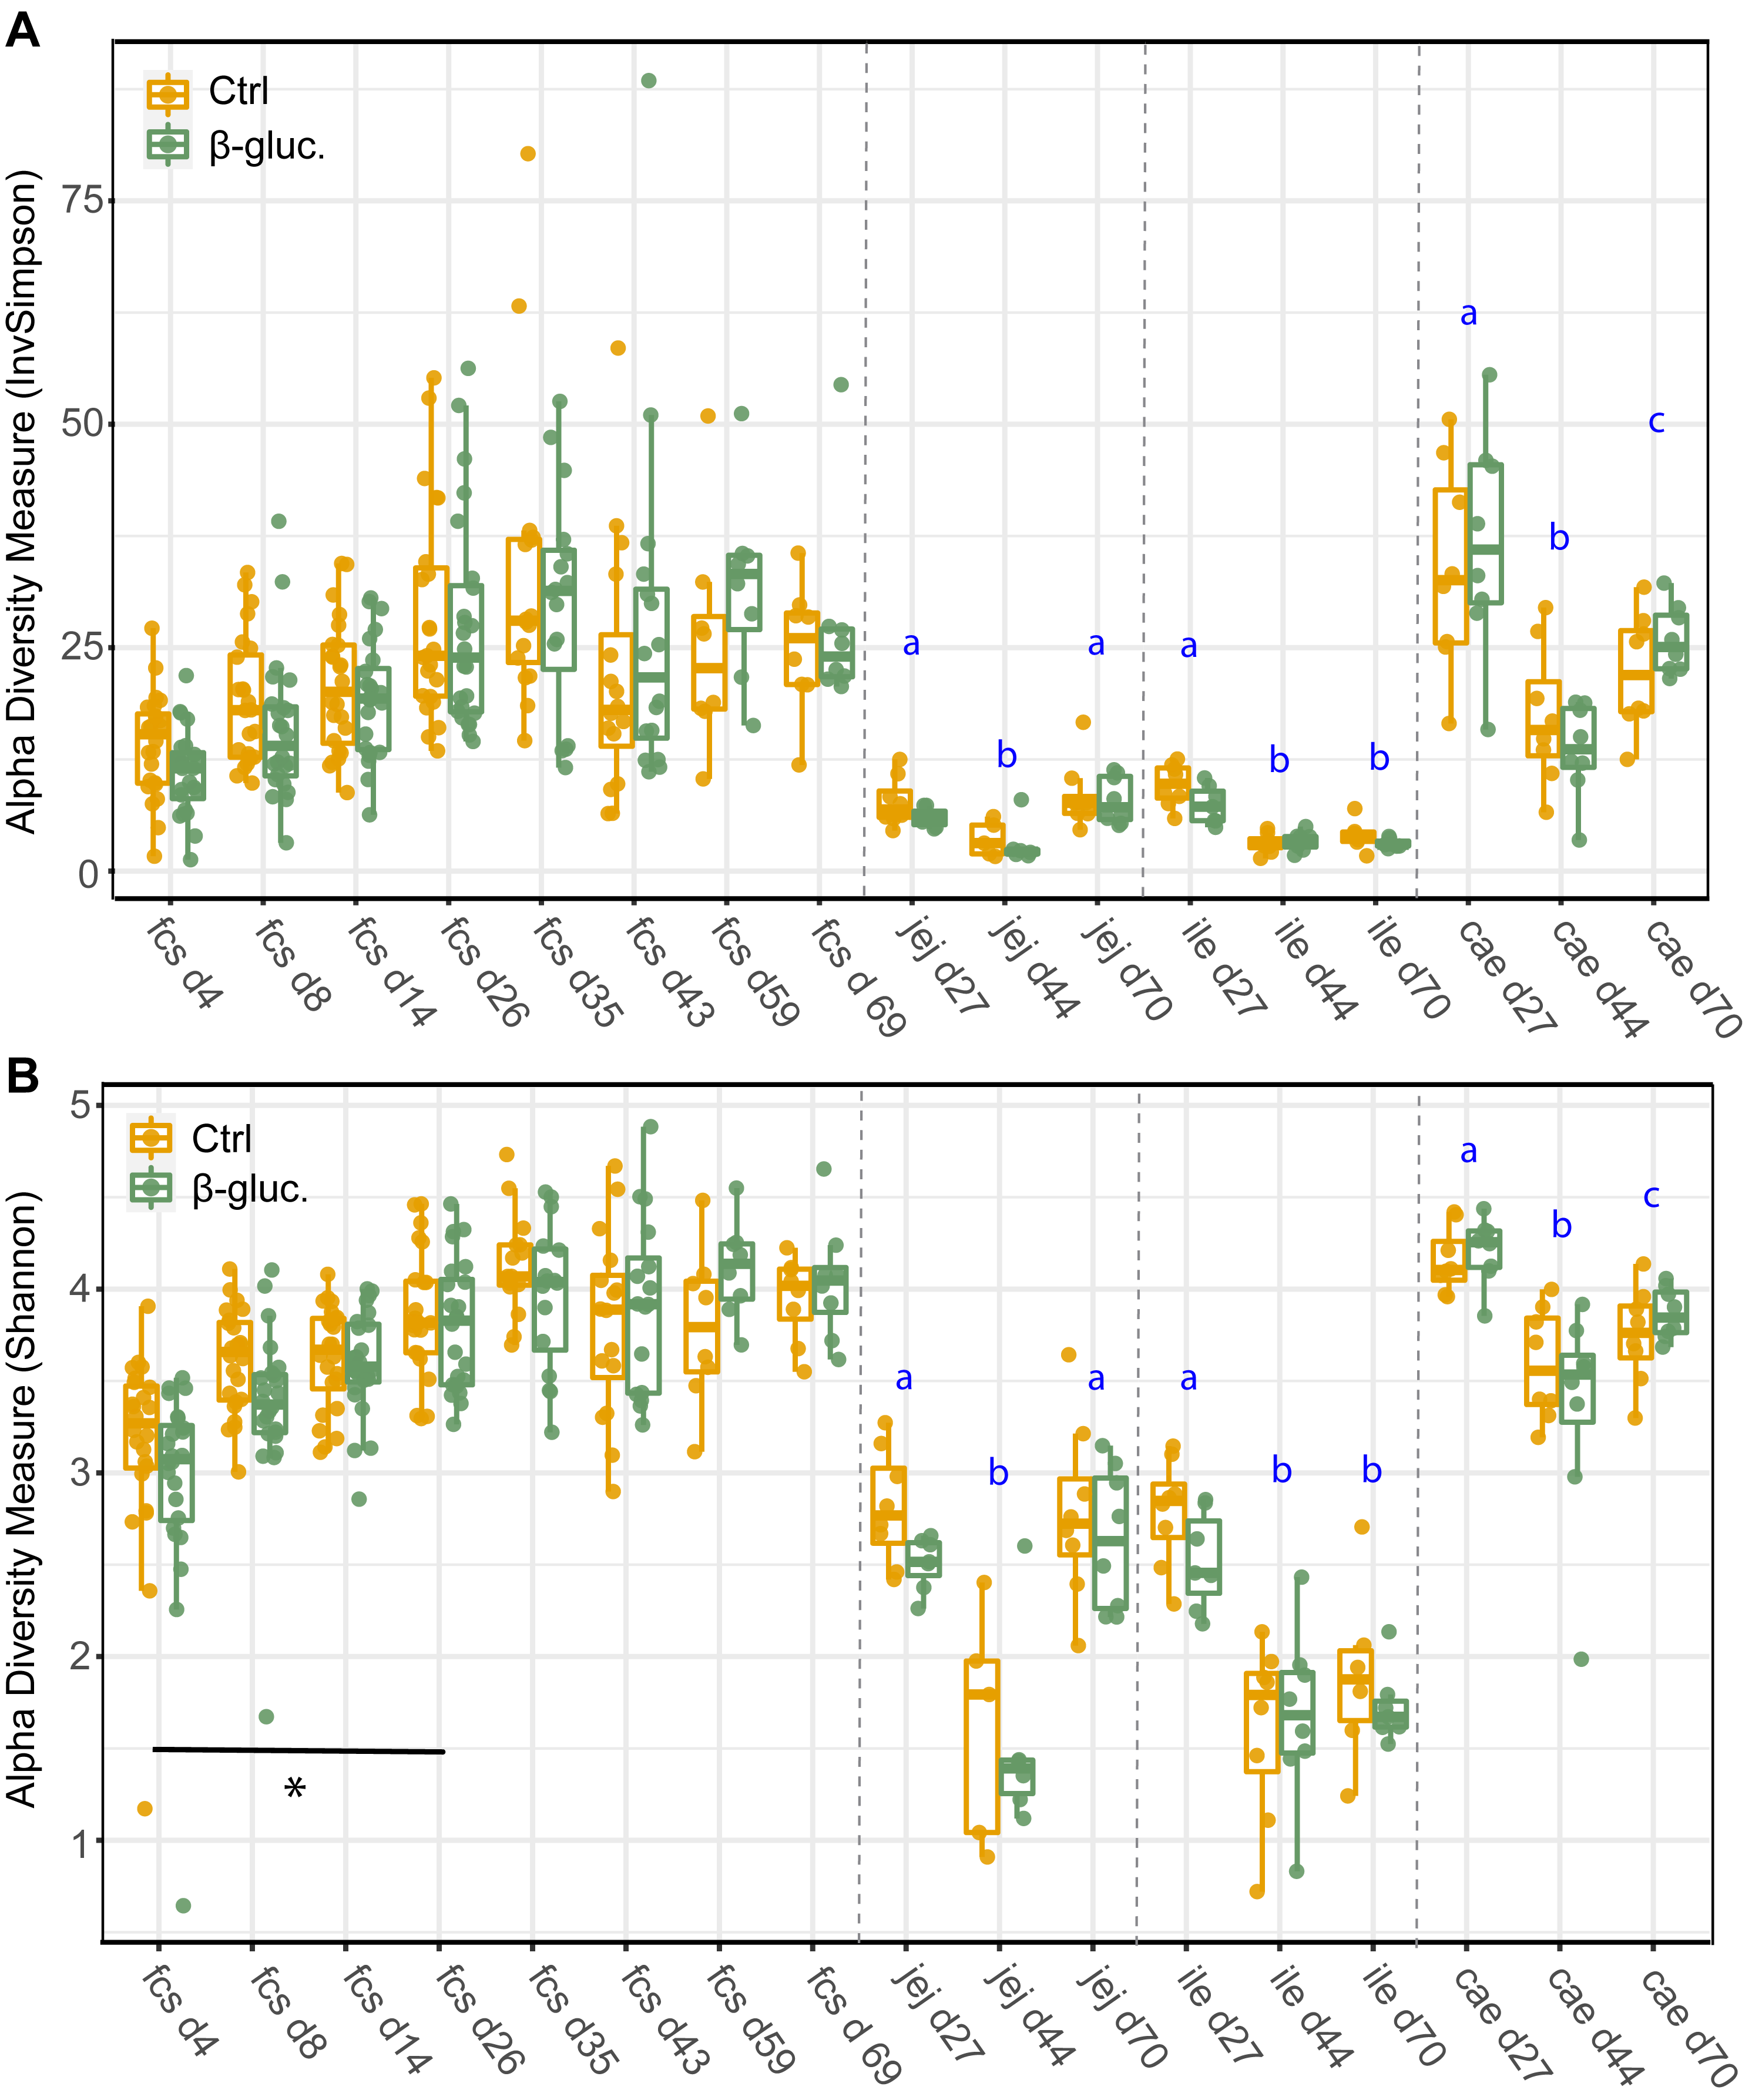 A
Alpha Diversity Measure (InvSimpson)
Ctrl
β-gluc.
75
50
25
0
a
b
a
a
b
b
a
b
c
fcs d4
fcs d8
fcs d14
fcs d26
fcs d35
fcs d43
fcs d59
fcs d 69
jej d27
jej d44
jej d70
ile d27
ile d44
ile d70
cae d27
cae d44
cae d70
B
Alpha Diversity Measure (Shannon)
Ctrl
β-gluc.
5
4
3
2
1
a
b
a
a
b
b
a
b
c
*
fcs d4
fcs d8
fcs d14
fcs d26
fcs d35
fcs d43
fcs d59
fcs d 69
jej d27
jej d44
jej d70
ile d27
ile d44
ile d70
cae d27
cae d44
cae d70